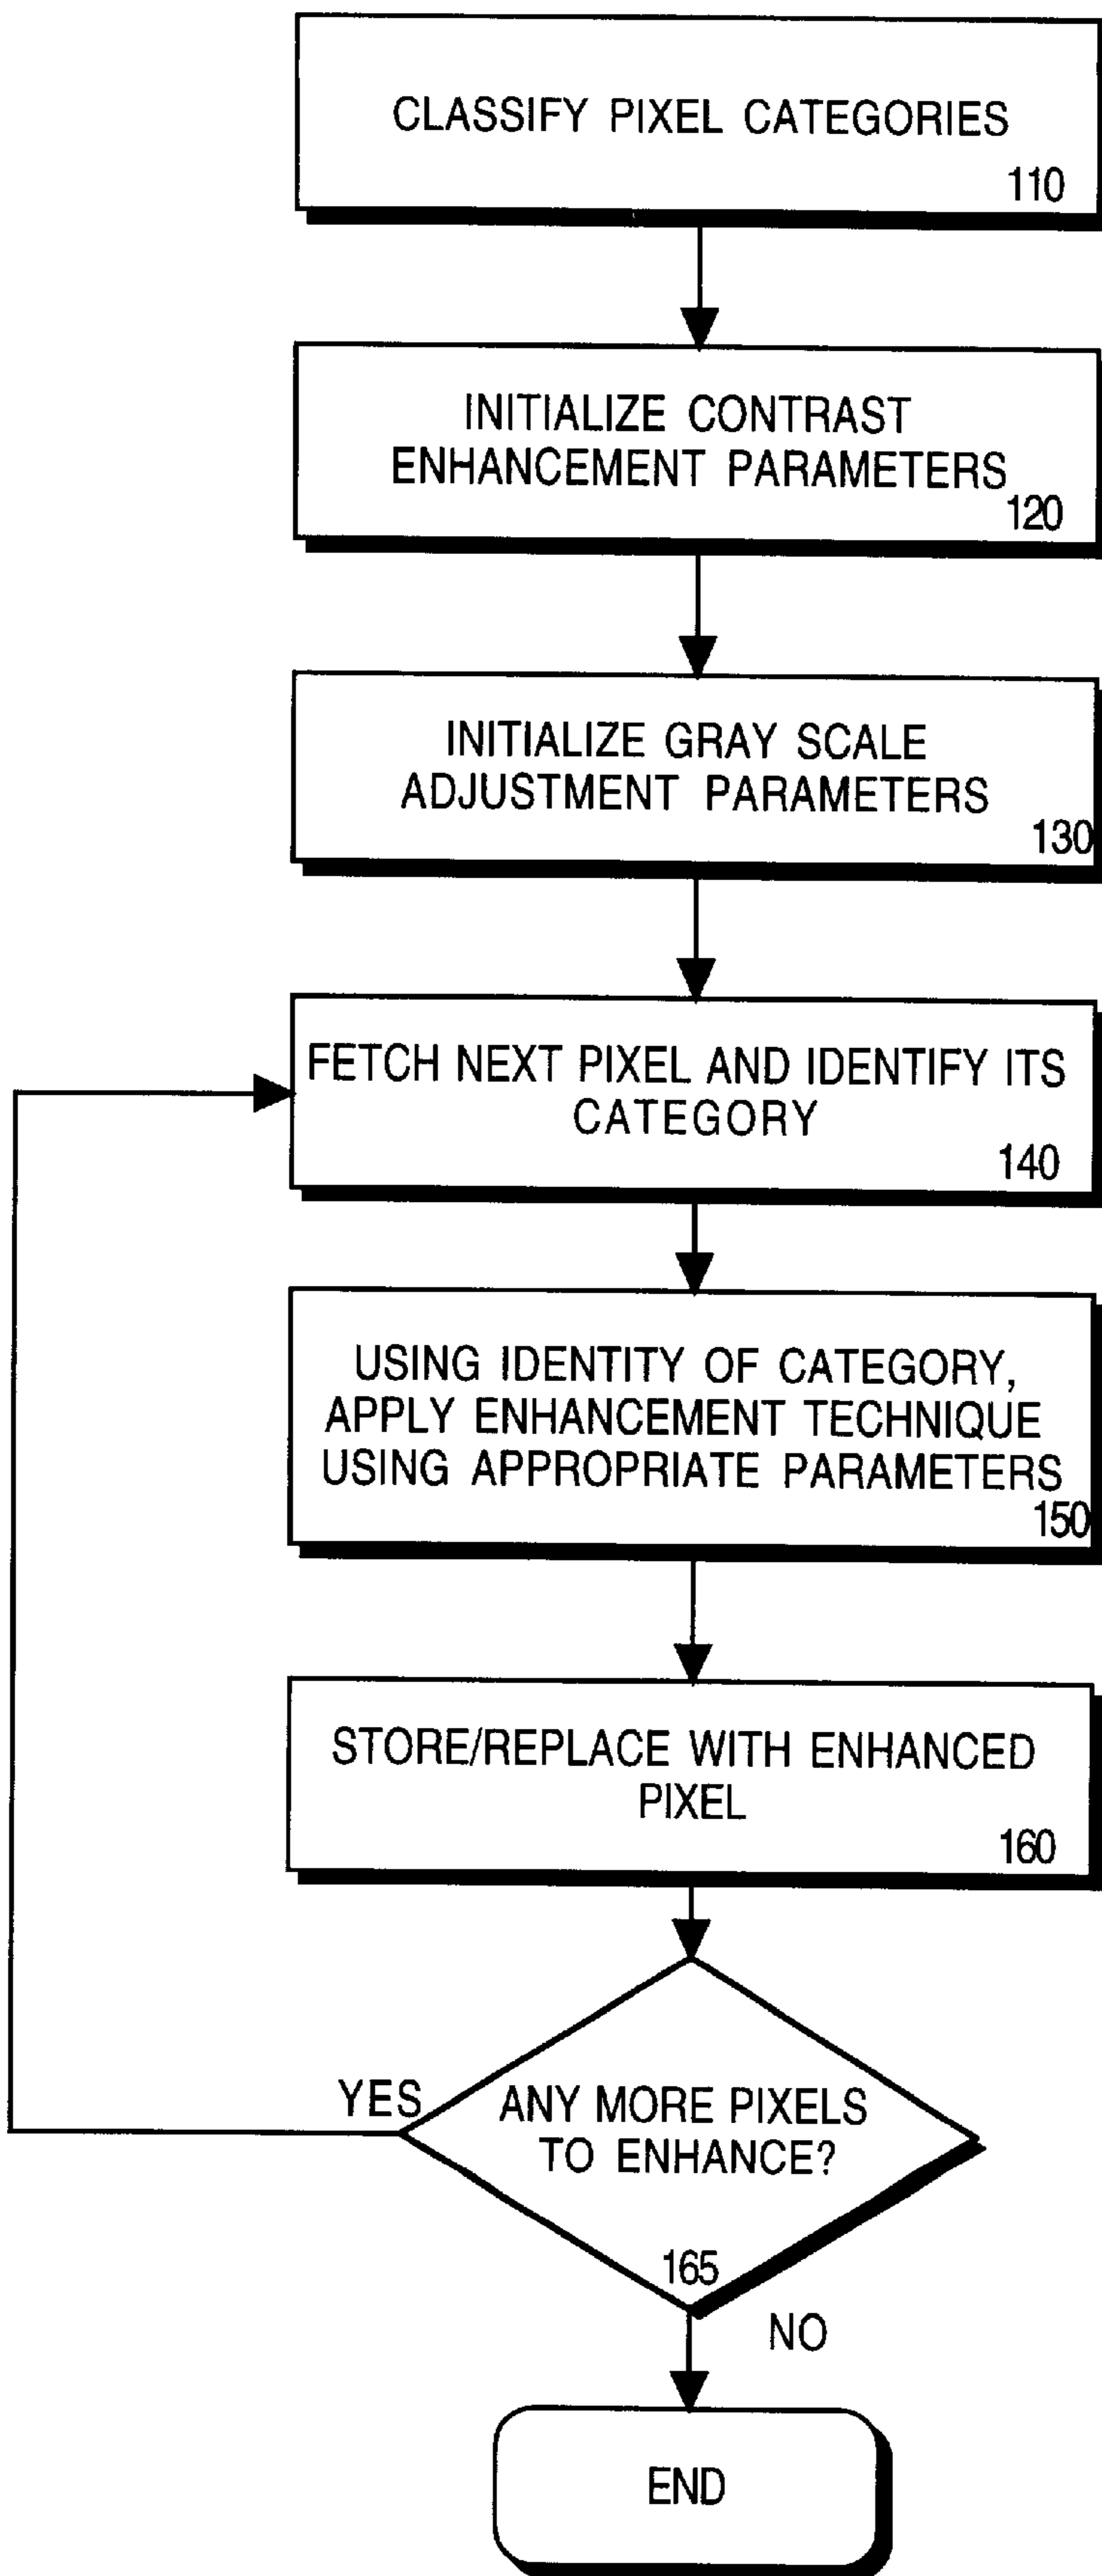 CLASSIFY PIXEL CATEGORIES
110
INITIALIZE CONTRAST
ENHANCEMENT PARAMETERS
120
INITIALIZE GRAY SCALE
ADJUSTMENT PARAMETERS
130
FETCH NEXT PIXEL AND IDENTIFY ITS
CATEGORY
140
USING IDENTITY OF CATEGORY,
APPLY ENHANCEMENT TECHNIQUE
USING APPROPRIATE PARAMETERS
150
STORE/REPLACE WITH ENHANCED
PIXEL
160
YES
ANY MORE PIXELS
TO ENHANCE?
165
NO
END